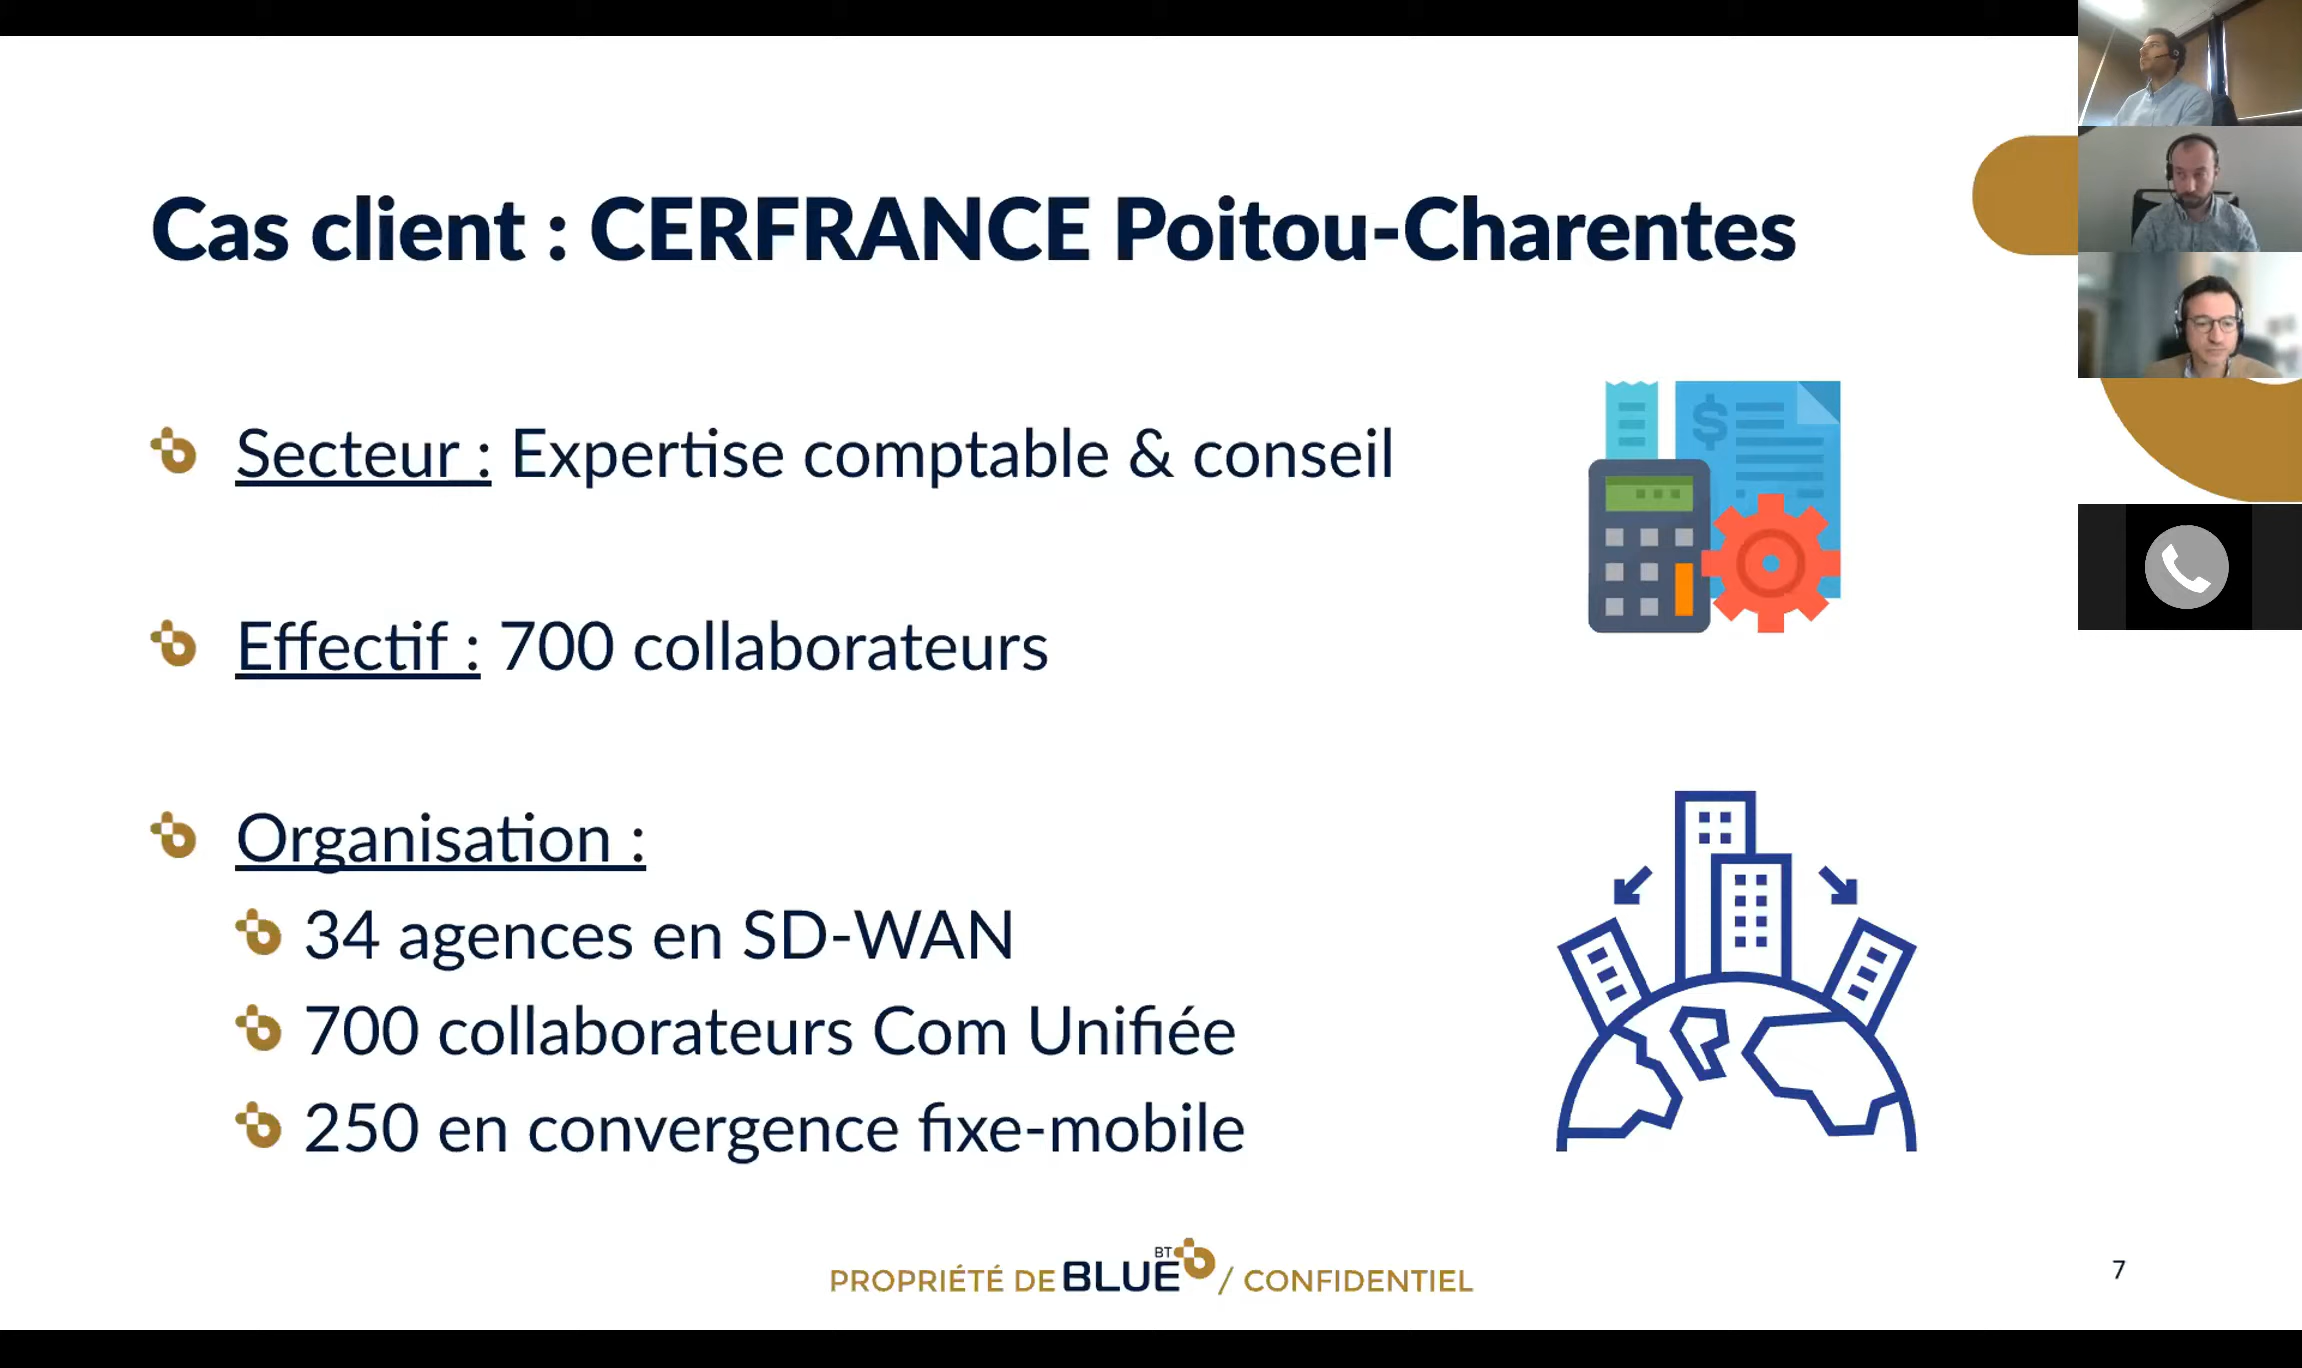 Cas client : CERFRANCE Poitou-Charentes
Secteur : Expertise comptable & conseil
$
Effectif : 700 collaborateurs
Organisation :
34 agences en SD-WAN
700 collaborateurs Com Unifiée
250 en convergence fixe-mobile
PROPRIÉTÉ DE BLUE BT / CONFIDENTIEL
7